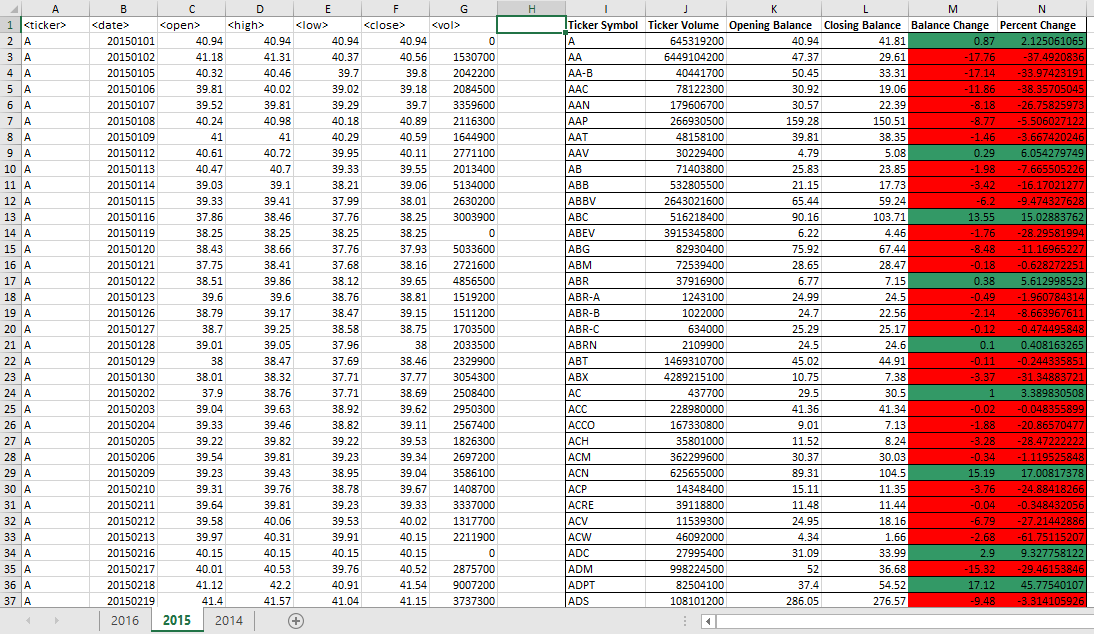 A B C D E F G H I J K L M N
1 <ticker> <date> <open> <high> <low> <close> <vol> Ticker Symbol Ticker Volume Opening Balance Closing Balance Balance Change Percent Change
2 A 20150101 40.94 40.94 40.94 40.94 0 A 645319200 40.94 41.81 0.87 2.125061065
3 A 20150102 41.18 41.31 40.37 40.56 1530700 AA 6449104200 47.37 29.61 -17.76 -37.4920836
4 A 20150105 40.32 40.46 39.7 39.8 2042200 AA-B 40441700 50.45 33.31 -17.14 -33.97423191
5 A 20150106 39.81 40.02 39.02 39.18 2084500 AAC 78122300 30.92 19.06 -11.86 -38.35705045
6 A 20150107 39.52 39.81 39.29 39.7 3359600 AAN 179606700 30.57 22.39 -8.18 -26.75825973
7 A 20150108 40.24 40.98 40.18 40.89 2116300 AAP 266930500 159.28 150.51 -8.77 -5.506027122
8 A 20150109 41 41 40.29 40.59 1644900 AAT 48158100 39.81 38.35 -1.46 -3.667420246
9 A 20150112 40.61 40.72 39.95 40.11 2771100 AAV 30229400 4.79 5.08 0.29 6.054279749
10 A 20150113 40.47 40.7 39.33 39.55 2013400 AB 71403800 25.83 23.85 -1.98 -7.665505226
11 A 20150114 39.03 39.1 38.21 39.06 5134000 ABB 532805500 21.15 17.73 -3.42 -16.17021277
12 A 20150115 39.33 39.41 37.99 38.01 2630200 ABBV 2643021600 65.44 59.24 -6.2 -9.474327628
13 A 20150116 37.86 38.46 37.76 38.25 3003900 ABC 516218400 90.16 103.71 13.55 15.02883762
14 A 20150119 38.25 38.25 38.25 38.25 0 ABEV 3915345800 6.22 4.46 -1.76 -28.29581994
15 A 20150120 38.43 38.66 37.76 37.93 5033600 ABG 82930400 75.92 67.44 -8.48 -11.16965227
16 A 20150121 37.75 38.41 37.68 38.16 2721600 ABM 72539400 28.65 28.47 -0.18 -0.628272251
17 A 20150122 38.51 39.86 38.12 39.65 4856500 ABR 37916900 6.77 7.15 0.38 5.612998523
18 A 20150123 39.6 39.6 38.76 38.81 1519200 ABR-A 1243100 24.99 24.5 -0.49 -1.960784314
19 A 20150126 38.79 39.17 38.47 39.15 1511200 ABR-B 1022000 24.7 22.56 -2.14 -8.663967611
20 A 20150127 38.7 39.25 38.58 38.75 1703500 ABR-C 634000 25.29 25.17 -0.12 -0.474495848
21 A 20150128 39.01 39.05 37.96 38 2033500 ABRN 2109900 24.5 24.6 0.1 0.408163265
22 A 20150129 38 38.47 37.69 38.46 2329900 ABT 1469310700 45.02 44.91 -0.11 -0.244335851
23 A 20150130 38.01 38.32 37.71 37.77 3054300 ABX 4289215100 10.75 7.38 -3.37 -31.34883721
24 A 20150202 37.9 38.76 37.71 38.69 2508400 AC 437700 29.5 30.5 1 3.389830508
25 A 20150203 39.04 39.63 38.92 39.62 2950300 ACC 228980000 41.36 41.34 -0.02 -0.048355899
26 A 20150204 39.33 39.46 38.82 39.11 2567400 ACCO 167330800 9.01 7.13 -1.88 -20.86570477
27 A 20150205 39.22 39.82 39.22 39.53 1826300 ACH 35801000 11.52 8.24 -3.28 -28.47222222
28 A 20150206 39.54 39.81 39.23 39.34 2697200 ACM 362299600 30.37 30.03 -0.34 -1.119525848
29 A 20150209 39.23 39.43 38.95 39.04 3586100 ACN 625655000 89.31 104.5 15.19 17.00817378
30 A 20150210 39.31 39.76 38.78 39.67 1408700 ACP 14348400 15.11 11.35 -3.76 -24.88418266
31 A 20150211 39.64 39.81 39.23 39.33 3337000 ACRE 39118800 11.48 11.44 -0.04 -0.348432056
32 A 20150212 39.58 40.06 39.53 40.02 1317700 ACV 11539300 24.95 18.16 -6.79 -27.21442886
33 A 20150213 39.97 40.31 39.91 40.15 2211900 ACW 46092000 4.34 1.66 -2.68 -61.75115207
34 A 20150216 40.15 40.15 40.15 40.15 0 ADC 27995400 31.09 33.99 2.9 9.327758122
35 A 20150217 40.01 40.53 39.76 40.52 2875700 ADM 998224500 52 36.68 -15.32 -29.46153846
36 A 20150218 41.12 42.2 40.91 41.54 9007200 ADPT 82504100 37.4 54.52 17.12 45.77540107
37 A 20150219 41.4 41.57 41.04 41.15 3737300 ADS 108101200 286.05 276.57 -9.48 -3.314105926
2016 2015 2014